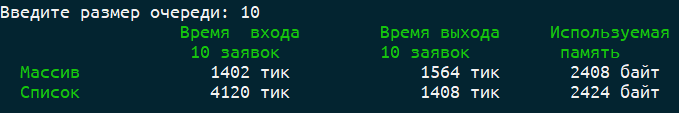 Введите размер очереди: 10
Время входа Время выхода Используемая
10 заявок 10 заявок память
Массив 1402 тик 1564 тик 2408 байт
Список 4120 тик 1408 тик 2424 байт